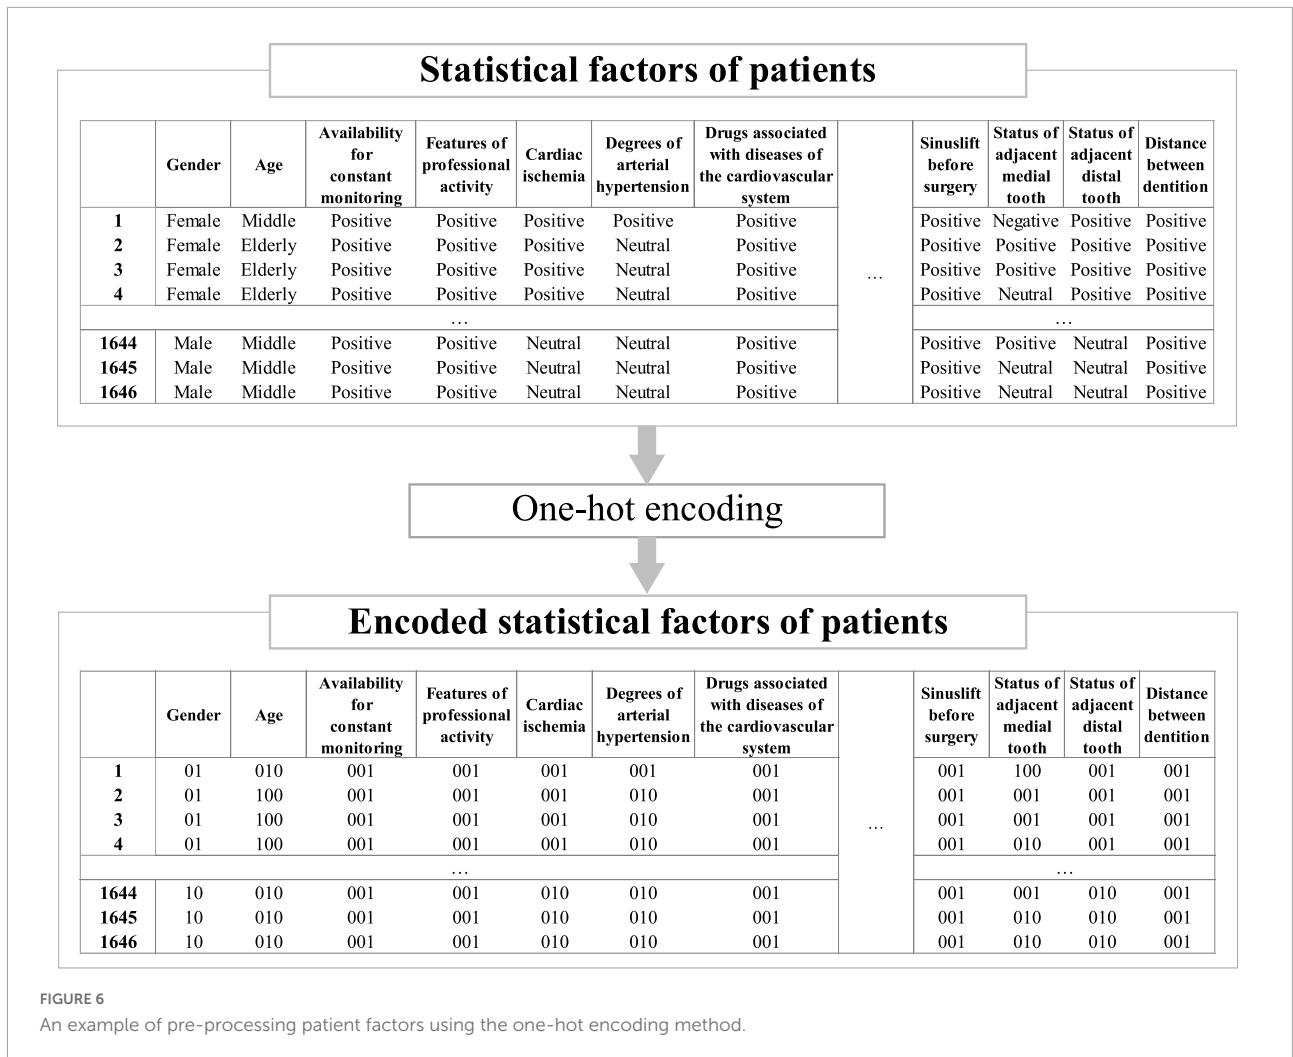 Statistical factors of patients
Gender Age Availability for constant monitoring Features of professional activity Cardiac ischemia Degrees of arterial hypertension Drugs associated with diseases of the cardiovascular system Sinuslift before surgery Status of adjacent medial tooth Status of adjacent distal tooth Distance between dentition
1 Female Middle Positive Positive Positive Positive Positive Positive Negative Positive Positive
2 Female Elderly Positive Positive Positive Neutral Positive Positive Positive Positive Positive
3 Female Elderly Positive Positive Positive Neutral Positive ... Positive Positive Positive Positive
4 Female Elderly Positive Positive Positive Neutral Positive Positive Neutral Positive Positive
... ...
1644 Male Middle Positive Positive Neutral Neutral Positive Positive Positive Neutral Positive
1645 Male Middle Positive Positive Neutral Neutral Positive Positive Neutral Neutral Positive
1646 Male Middle Positive Positive Neutral Neutral Positive Positive Neutral Neutral Positive
One-hot encoding
Encoded statistical factors of patients
Gender Age Availability for constant monitoring Features of professional activity Cardiac ischemia Degrees of arterial hypertension Drugs associated with diseases of the cardiovascular system Sinuslift before surgery Status of adjacent medial tooth Status of adjacent distal tooth Distance between dentition
1 01 010 001 001 001 001 001 001 100 001 001
2 01 100 001 001 001 010 001 001 001 001 001
3 01 100 001 001 001 010 001 ... 001 001 001 001
4 01 100 001 001 001 010 001 001 010 001 001
... ...
1644 10 010 001 001 010 010 001 001 001 010 001
1645 10 010 001 001 010 010 001 001 010 010 001
1646 10 010 001 001 010 010 001 001 010 010 001
FIGURE 6
An example of pre-processing patient factors using the one-hot encoding method.